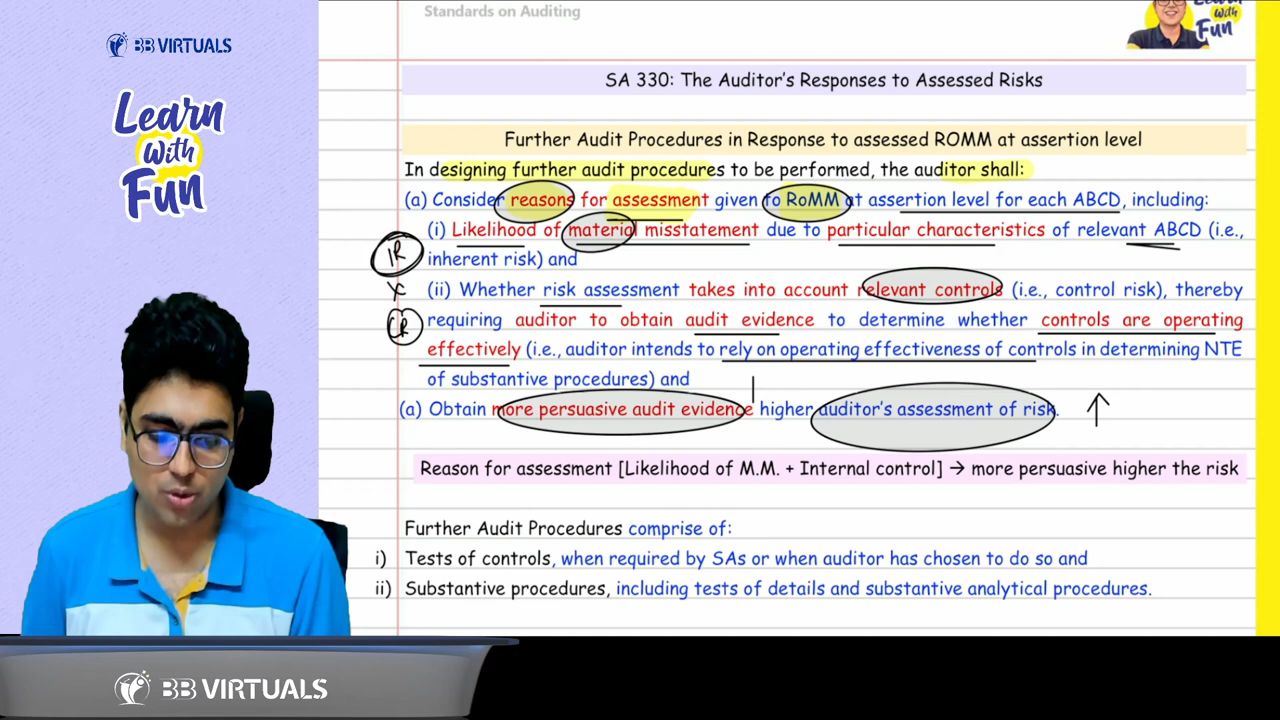 Standards on Auditing
Learn
with
Fun
BB VIRTUALS
Learn
With
Fun
SA 330: The Auditor's Responses to Assessed Risks
Further Audit Procedures in Response to assessed ROMM at assertion level
In designing further audit procedures to be performed, the auditor shall:
(a) Consider reasons for assessment given to RoMM at assertion level for each ABCD, including:
(i) Likelihood of material misstatement due to particular characteristics of relevant ABCD (i.e.,
IR
inherent risk) and
x
(ii) Whether risk assessment takes into account relevant controls (i.e., control risk), thereby
CR
requiring auditor to obtain audit evidence to determine whether controls are operating
effectively (i.e., auditor intends to rely on operating effectiveness of controls in determining NTE
of substantive procedures) and
(a) Obtain more persuasive audit evidence higher auditor's assessment of risk.
Reason for assessment [Likelihood of M.M. + Internal control] → more persuasive higher the risk
Further Audit Procedures comprise of:
i) Tests of controls, when required by SAs or when auditor has chosen to do so and
ii) Substantive procedures, including tests of details and substantive analytical procedures.
BB VIRTUALS